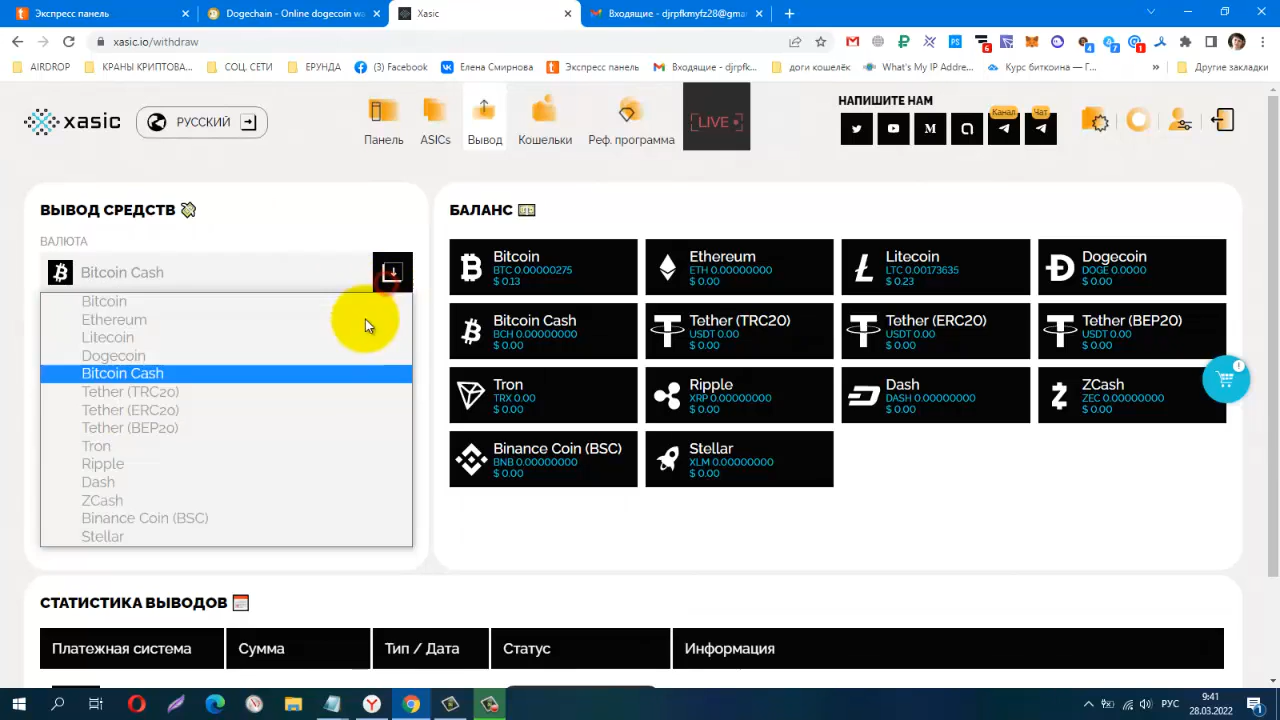 Экспресс панель
Dogechain - Online dogecoin wa
Xasic
Входящие - djrpfkmyfz28@gma
xasic.io/withdraw
6
4
7
1
AIRDROP
КРАНЫ КРИПТОВА...
СОЦ. СЕТИ
ЕРУНДА
(3) Facebook
Елена Смирнова
Экспресс панель
Входящие - djrpfk...
доги кошелёк
What's My IP Addre...
Курс биткоина — Г...
»
Другие закладки
xasic
РУССКИЙ
Панель
ASICs
Вывод
Кошельки
Реф. программа
[LIVE]
НАПИШИТЕ НАМ
Канал
Чат
ВЫВОД СРЕДСТВ
ВАЛЮТА
Bitcoin Cash
Bitcoin
Ethereum
Litecoin
Dogecoin
Bitcoin Cash
Tether (TRC20)
Tether (ERC20)
Tether (BEP20)
Tron
Ripple
Dash
ZCash
Binance Coin (BSC)
Stellar
БАЛАНС
Bitcoin
BTC 0.00000275
$ 0.13
Ethereum
ETH 0.00000000
$ 0.00
Litecoin
LTC 0.00173635
$ 0.23
Dogecoin
DOGE 0.0000
$ 0.00
Bitcoin Cash
BCH 0.00000000
$ 0.00
Tether (TRC20)
USDT 0.00
$ 0.00
Tether (ERC20)
USDT 0.00
$ 0.00
Tether (BEP20)
USDT 0.00
$ 0.00
Tron
TRX 0.00
$ 0.00
Ripple
XRP 0.00000000
$ 0.00
Dash
DASH 0.00000000
$ 0.00
ZCash
ZEC 0.00000000
$ 0.00
Binance Coin (BSC)
BNB 0.00000000
$ 0.00
Stellar
XLM 0.00000000
$ 0.00
СТАТИСТИКА ВЫВОДОВ
Платежная система
Сумма
Тип / Дата
Статус
Информация
РУС
9:41
28.03.2022
1